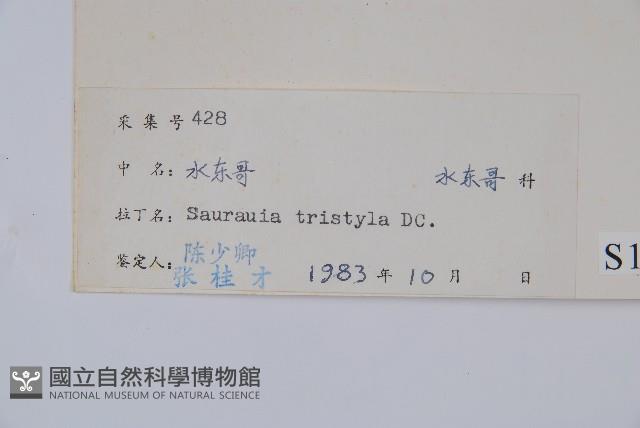 采集号 428
中 名: 水东哥 水东哥 科
拉丁名: Saurauia tristyla DC.
鉴定人: 陈少卿
张桂才 1983 年 10 月 日
S1
國立自然科學博物館
NATIONAL MUSEUM OF NATURAL SCIENCE